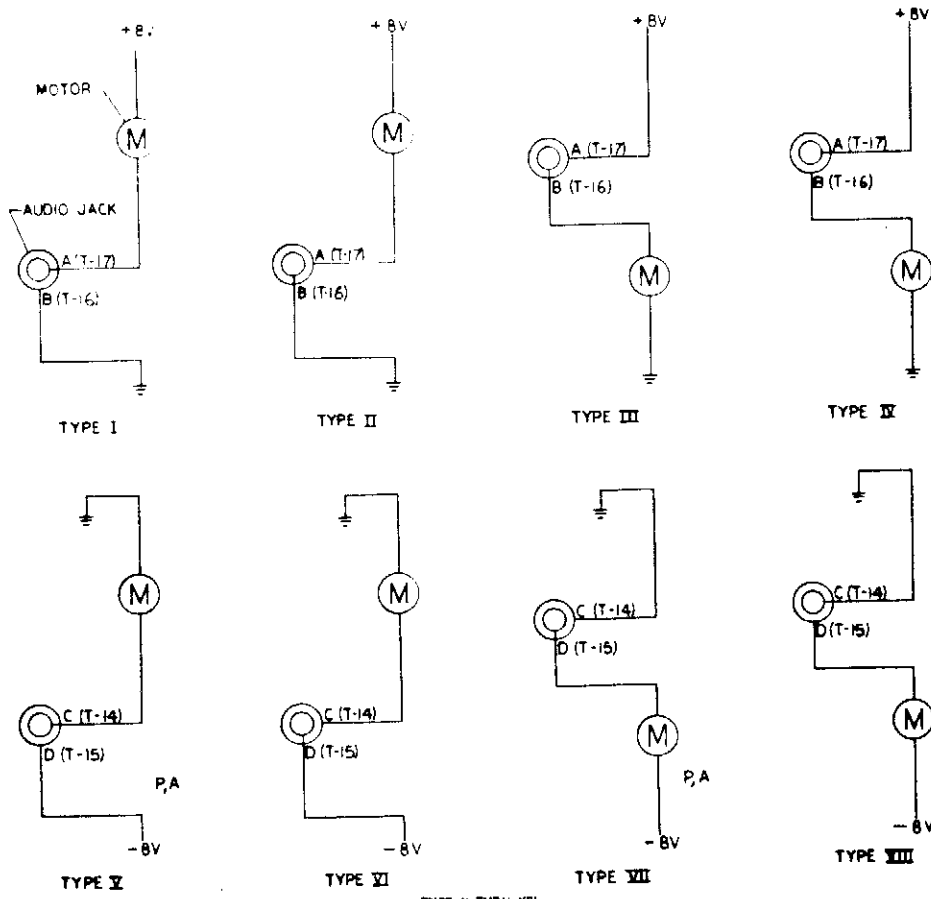 +8V
MOTOR
M
AUDIO JACK
A (T-17)
B (T-16)
TYPE I
+8V
M
A (T-17)
B (T-16)
TYPE II
+8V
A (T-17)
B (T-16)
M
TYPE III
+8V
A (T-17)
B (T-16)
M
TYPE IV
M
C (T-14)
D (T-15)
P,A
-8V
TYPE V
M
C (T-14)
D (T-15)
-8V
TYPE VI
C (T-14)
D (T-15)
M
P,A
-8V
TYPE VII
C (T-14)
D (T-15)
M
-8V
TYPE VIII